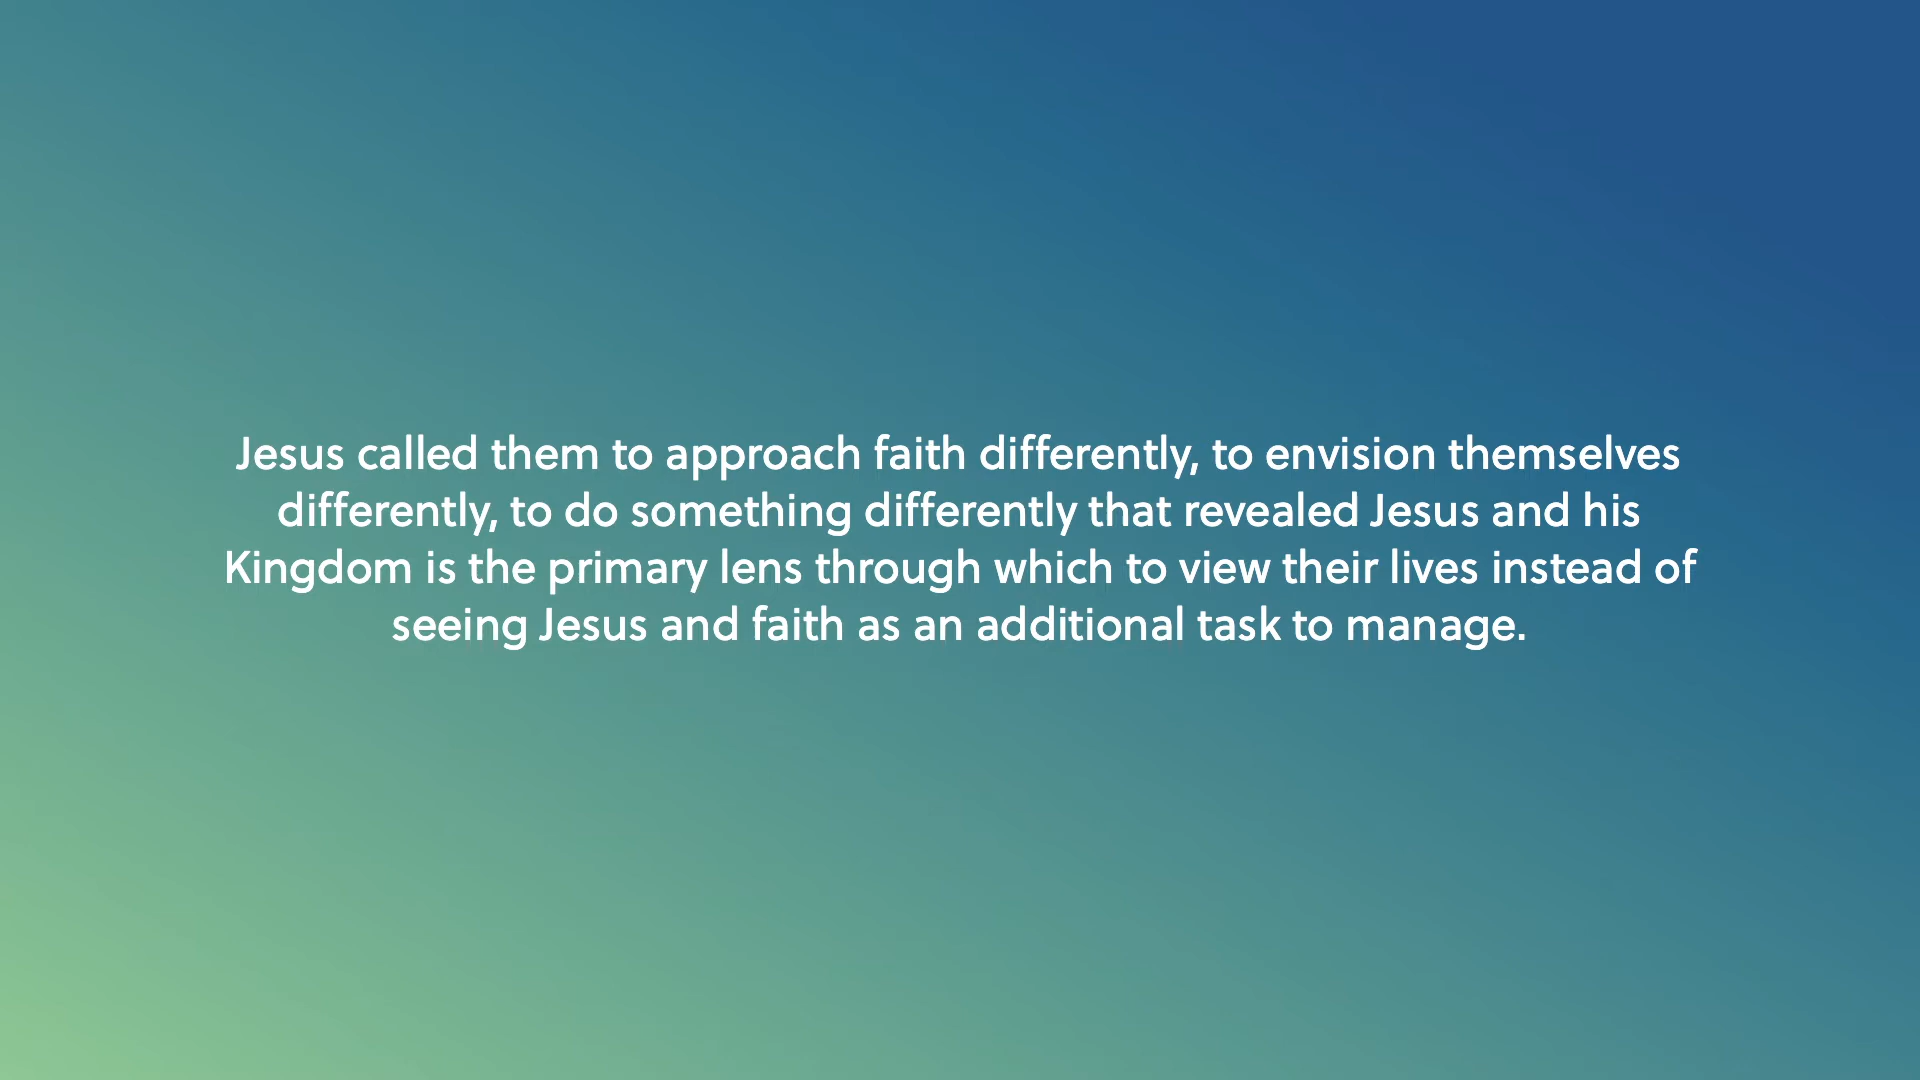 Jesus called them to approach faith differently, to envision themselves
differently, to do something differently that revealed Jesus and his
Kingdom is the primary lens through which to view their lives instead of
seeing Jesus and faith as an additional task to manage.